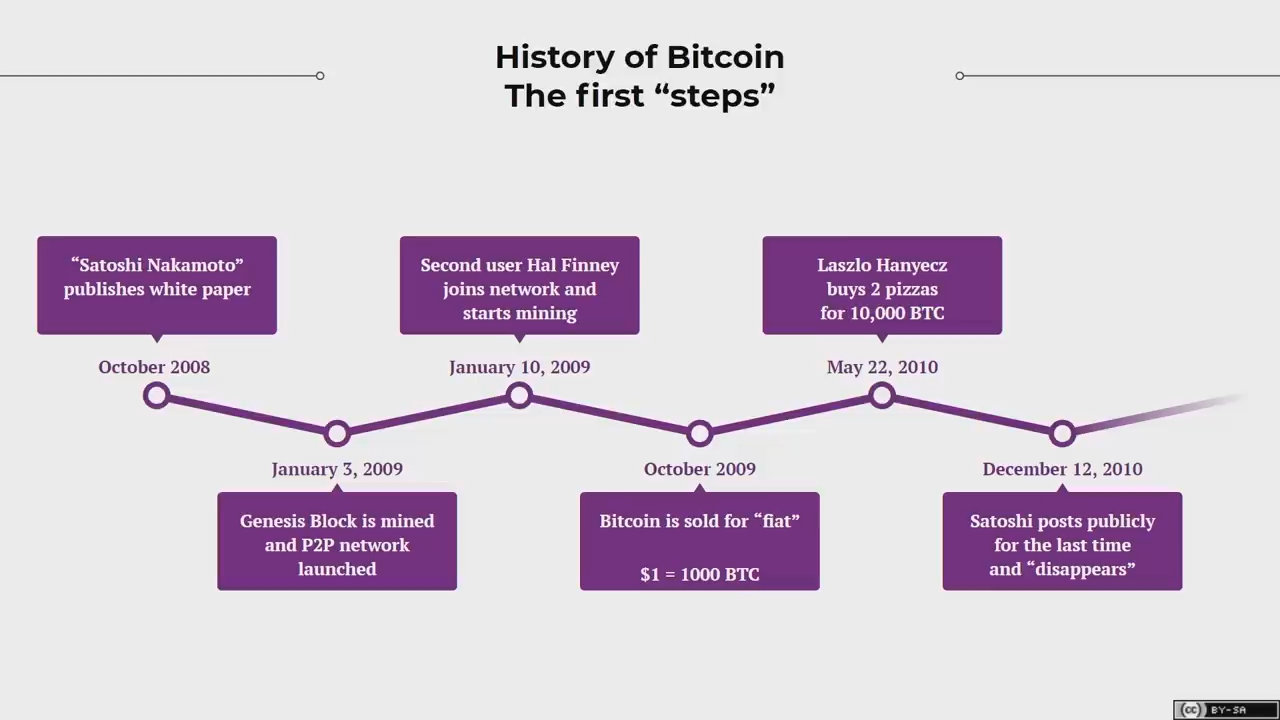 History of Bitcoin
The first “steps”
“Satoshi Nakamoto”
publishes white paper
October 2008
January 3, 2009
Genesis Block is mined
and P2P network
launched
Second user Hal Finney
joins network and
starts mining
January 10, 2009
October 2009
Bitcoin is sold for “fiat”
$1 = 1000 BTC
Laszlo Hanyecz
buys 2 pizzas
for 10,000 BTC
May 22, 2010
December 12, 2010
Satoshi posts publicly
for the last time
and “disappears”
cc BY-SA